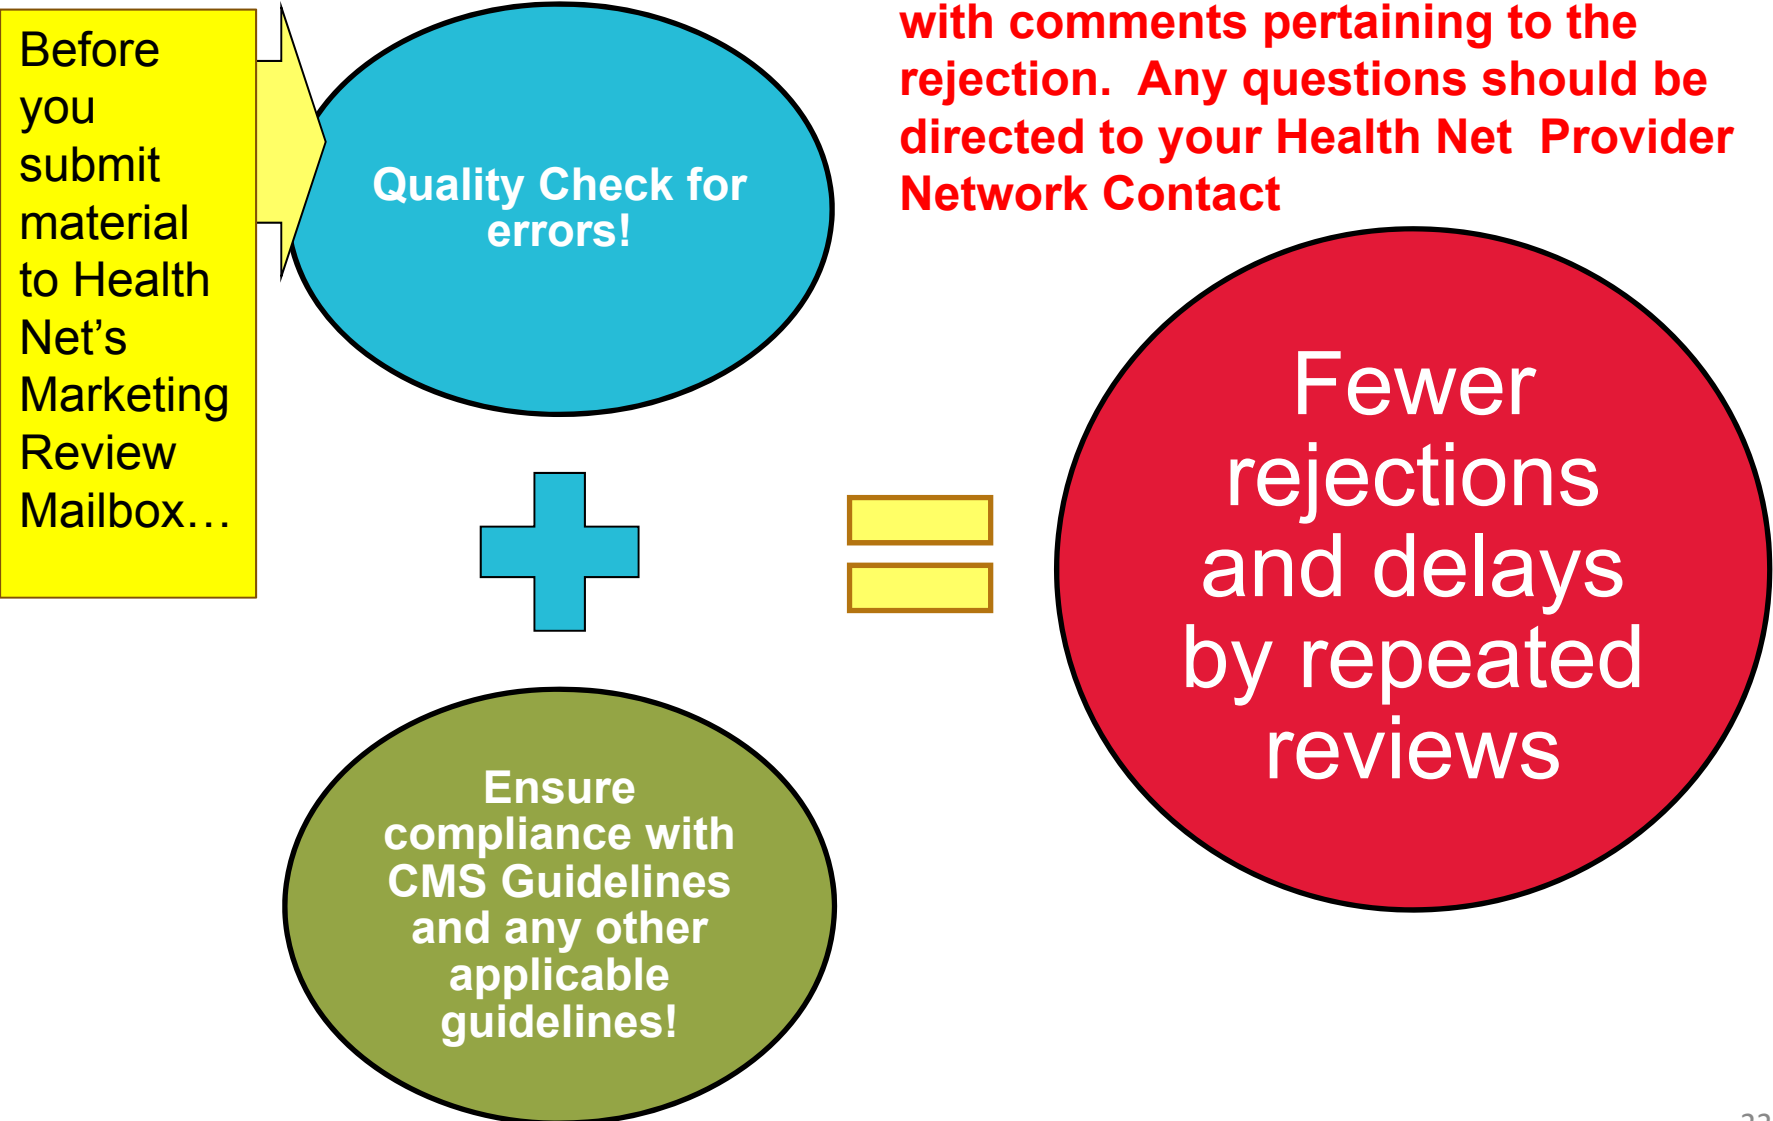 Before
you
submit
material
to Health
Net’s
Marketing
Review
Mailbox…
Quality Check for
errors!
with comments pertaining to the
rejection.  Any questions should be
directed to your Health Net  Provider
Network Contact
Ensure
compliance with
CMS Guidelines
and any other
applicable
guidelines!
Fewer
rejections
and delays
by repeated
reviews